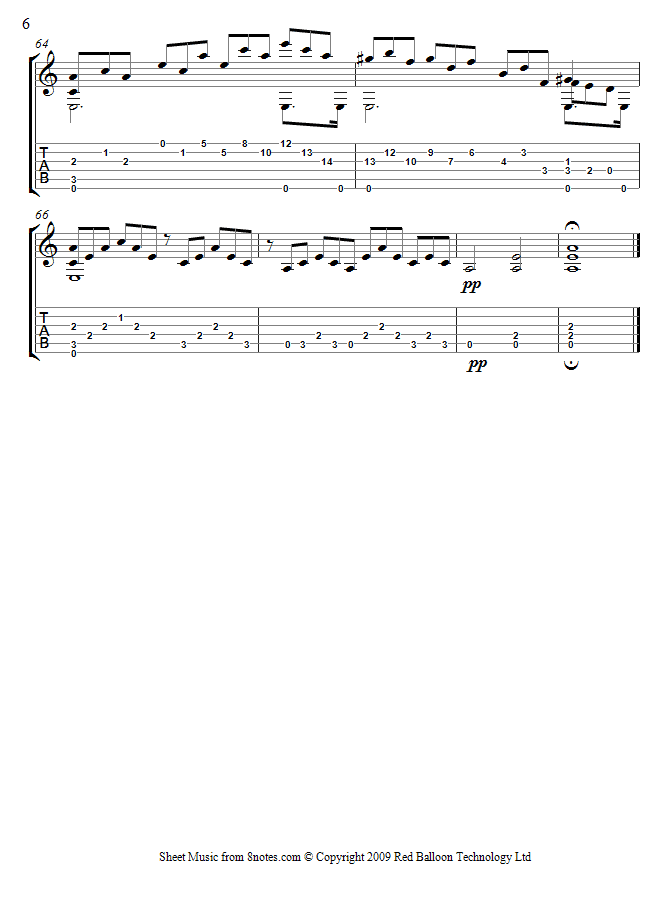 6
64
0 5 8 12
1 1 5 10 13
T 2 2 14
A
B 3
0 0 0
12 9 6 3
13 10 7 4 1
3 3 2 0
0 0 0
66
T 1
A 2 2 2 2 2 2
B 3 2 2 3 2 2 3 0 3 2 3 0 2 2 3 2 3 0 2 2
0 0 0
pp
pp
Sheet Music from 8notes.com © Copyright 2009 Red Balloon Technology Ltd